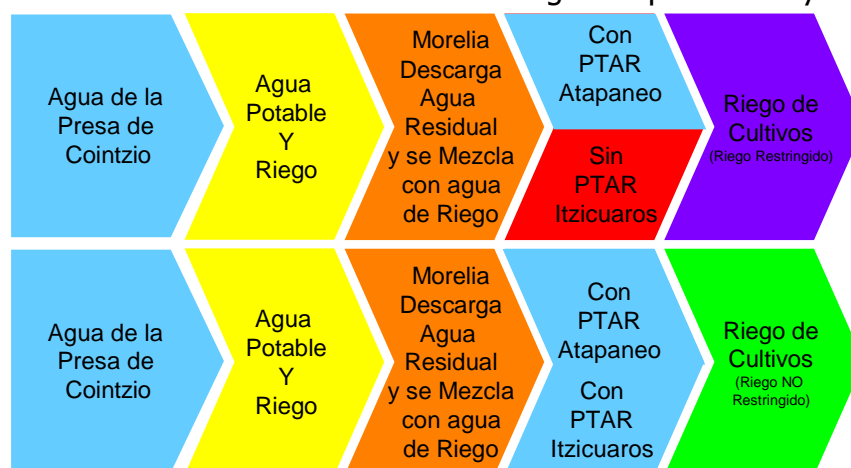 Agua de la
Presa de
Cointzio
Agua
Potable
Y
Riego
Morelia
Descarga
Agua
Residual
y se Mezcla
con agua
de Riego
Con
PTAR
Atapaneo
Sin
PTAR
Itzicuaros
Riego de
Cultivos
(Riego Restringido)
Agua de la
Presa de
Cointzio
Agua
Potable
Y
Riego
Morelia
Descarga
Agua
Residual
y se Mezcla
con agua
de Riego
Con
PTAR
Atapaneo
Con
PTAR
Itzicuaros
Riego de
Cultivos
(Riego NO
Restringido)